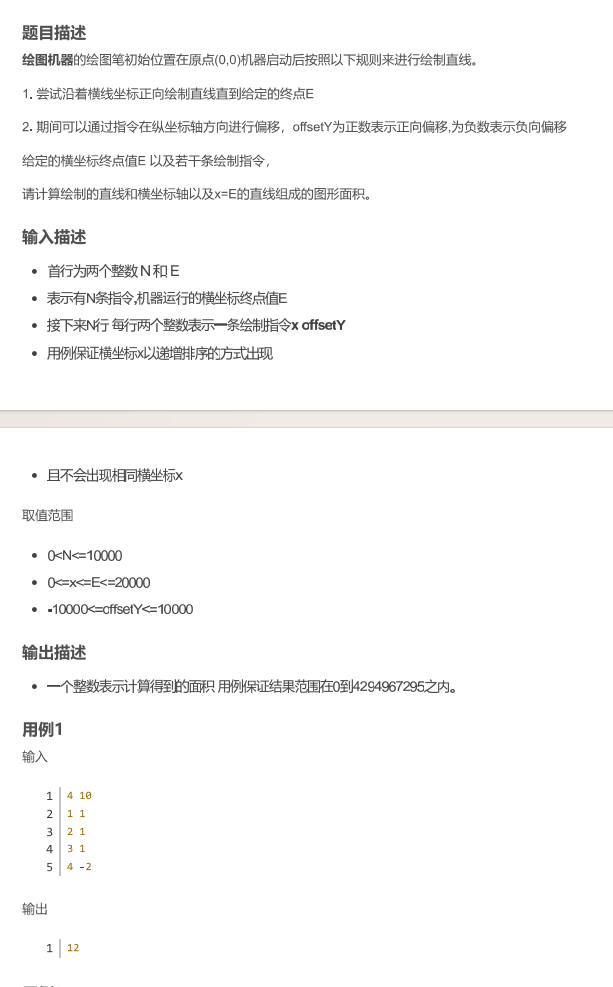 题目描述
绘图机器的绘图笔初始位置在原点(0,0)机器启动后按照以下规则来进行绘制直线。
1. 尝试沿着横线坐标正向绘制直线直到给定的终点E
2. 期间可以通过指令在纵坐标轴方向进行偏移，offsetY为正数表示正向偏移,为负数表示负向偏移
给定的横坐标终点值E 以及若干条绘制指令，
请计算绘制的直线和横坐标轴以及x=E的直线组成的图形面积。
输入描述
• 首行为两个整数 N 和 E
• 表示有N条指令,机器运行的横坐标终点值E
• 接下来N行 每行两个整数表示一条绘制指令x offsetY
• 用例保证横坐标x以递增排序的方式出现
• 且不会出现相同横坐标x
取值范围
• 0<N<=10000
• 0<=x<=E<=20000
• -10000<=offsetY<=10000
输出描述
• 一个整数表示计算得到的面积 用例保证结果范围在0到4294967295之内。
用例1
输入
1 4 10
2 1 1
3 2 1
4 3 1
5 4 -2
输出
1 12